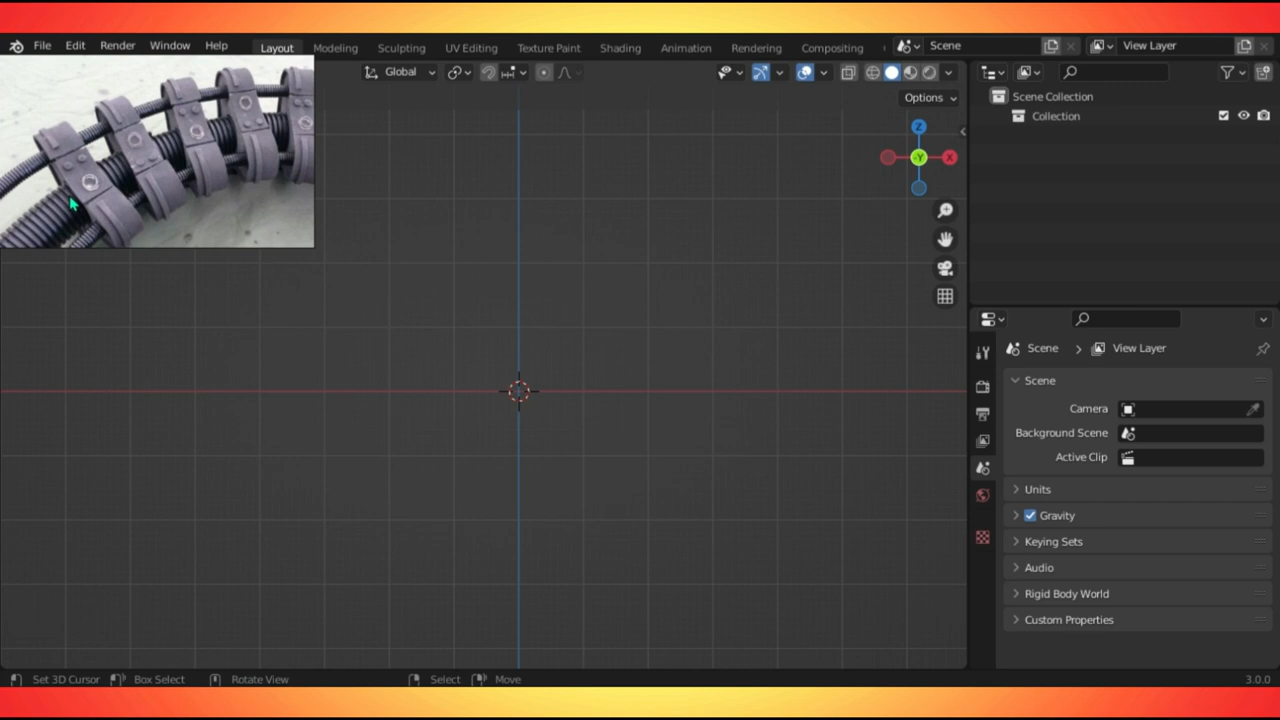 File Edit Render Window Help Layout Modeling Sculpting UV Editing Texture Paint Shading Animation Rendering Compositing Scene View Layer
Global
Options
Z
-Y
X
Scene Collection
Collection
Scene > View Layer
Scene
Camera
Background Scene
Active Clip
Units
Gravity
Keying Sets
Audio
Rigid Body World
Custom Properties
Set 3D Cursor Box Select Rotate View Select Move 3.0.0